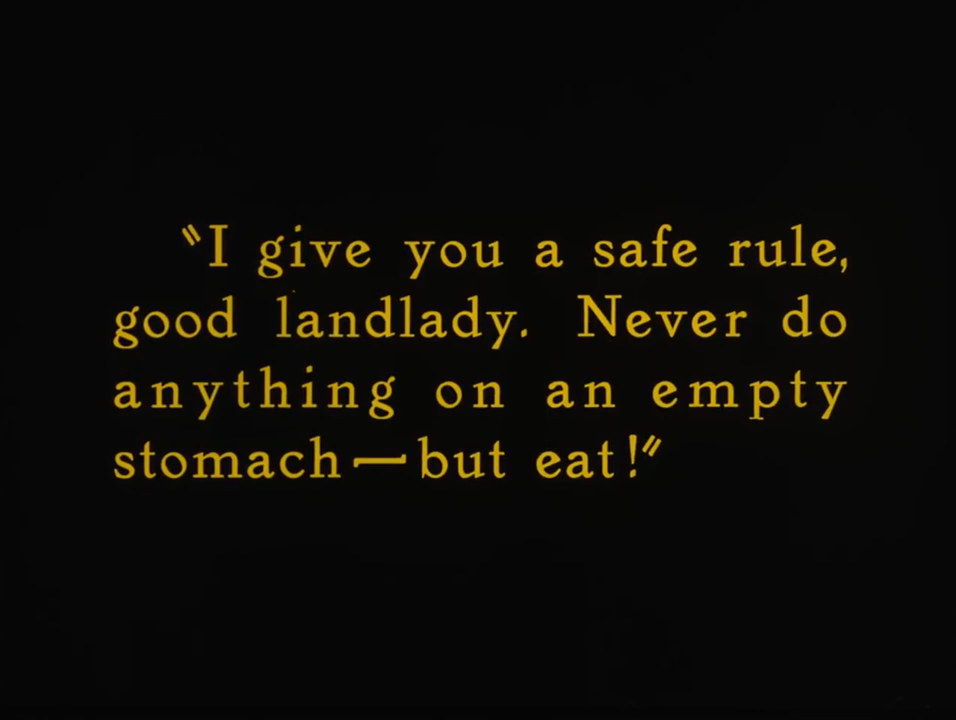 "I give you a safe rule,
good landlady. Never do
anything on an empty
stomach—but eat!"